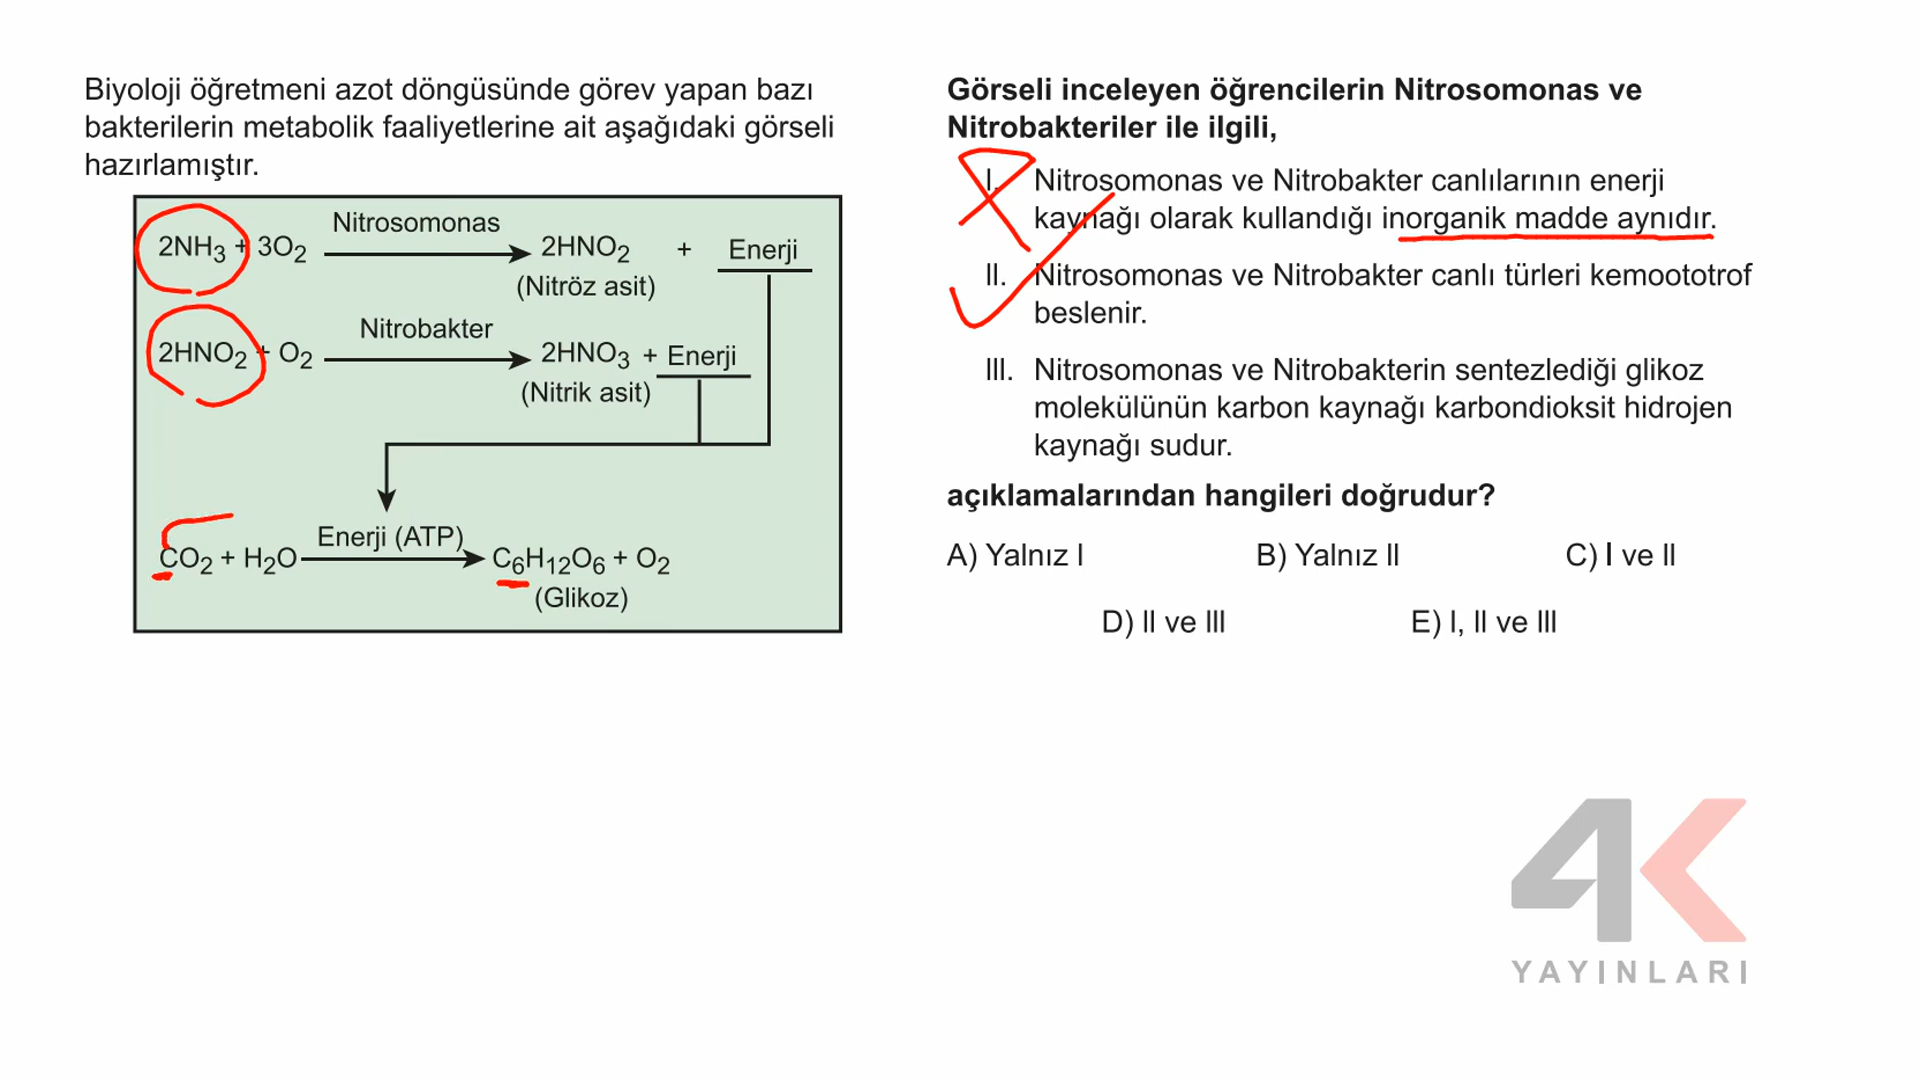 Biyoloji öğretmeni azot döngüsünde görev yapan bazı
bakterilerin metabolik faaliyetlerine ait aşağıdaki görseli
hazırlamıştır.
Nitrosomonas
2NH3 + 3O2 2HNO2 + Enerji
(Nitröz asit)
Nitrobakter
2HNO2 + O2 2HNO3 + Enerji
(Nitrik asit)
Enerji (ATP)
CO2 + H2O C6H12O6 + O2
(Glikoz)
Görseli inceleyen öğrencilerin Nitrosomonas ve
Nitrobakteriler ile ilgili,
I. Nitrosomonas ve Nitrobakter canlılarının enerji
kaynağı olarak kullandığı inorganik madde aynıdır.
II. Nitrosomonas ve Nitrobakter canlı türleri kemoototrof
beslenir.
III. Nitrosomonas ve Nitrobakterin sentezlediği glikoz
molekülünün karbon kaynağı karbondioksit hidrojen
kaynağı sudur.
açıklamalarından hangileri doğrudur?
A) Yalnız I B) Yalnız II C) I ve II
D) II ve III E) I, II ve III
4K
YAYINLARI